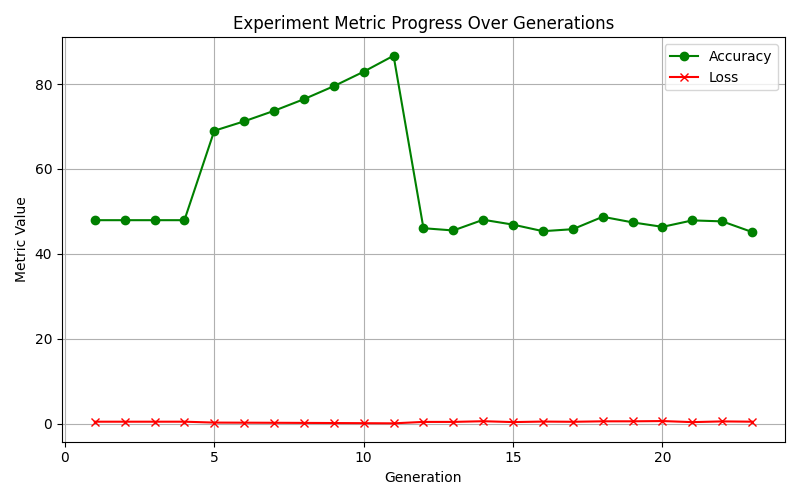 Experiment Metric Progress Over Generations
Accuracy
Loss
Metric Value
80
60
40
20
0
0
5
10
15
20
Generation